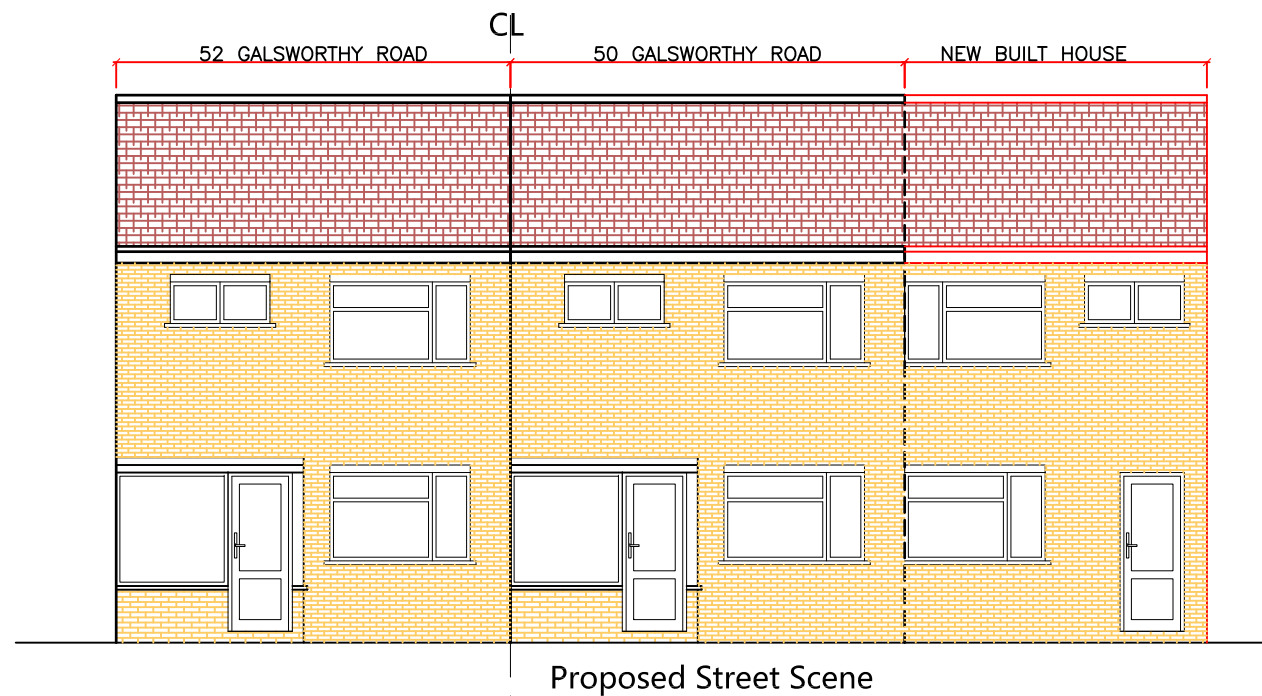 CL
52 GALSWORTHY ROAD
50 GALSWORTHY ROAD
NEW BUILT HOUSE
Proposed Street Scene